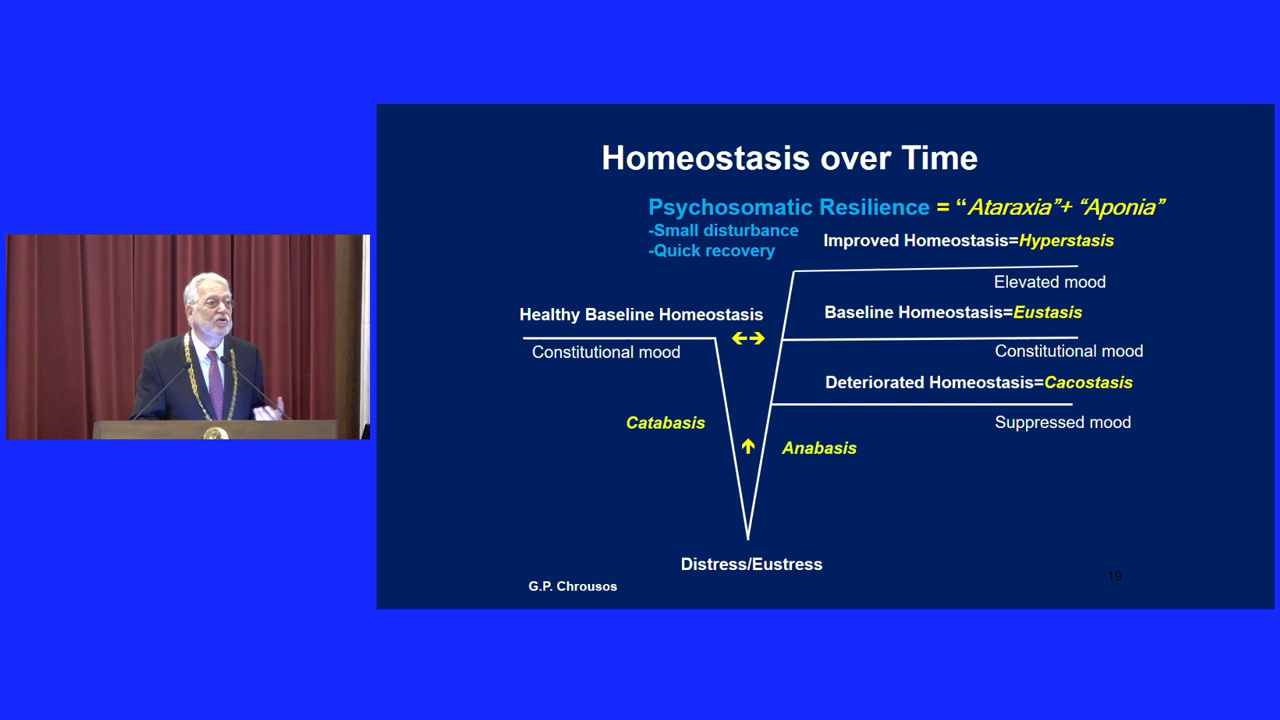 Homeostasis over Time
Psychosomatic Resilience = “Ataraxia”+ “Aponia”
-Small disturbance
-Quick recovery
Improved Homeostasis=Hyperstasis
Elevated mood
Healthy Baseline Homeostasis
Baseline Homeostasis=Eustasis
Constitutional mood
Constitutional mood
Deteriorated Homeostasis=Cacostasis
Suppressed mood
Catabasis
Anabasis
Distress/Eustress
G.P. Chrousos
19